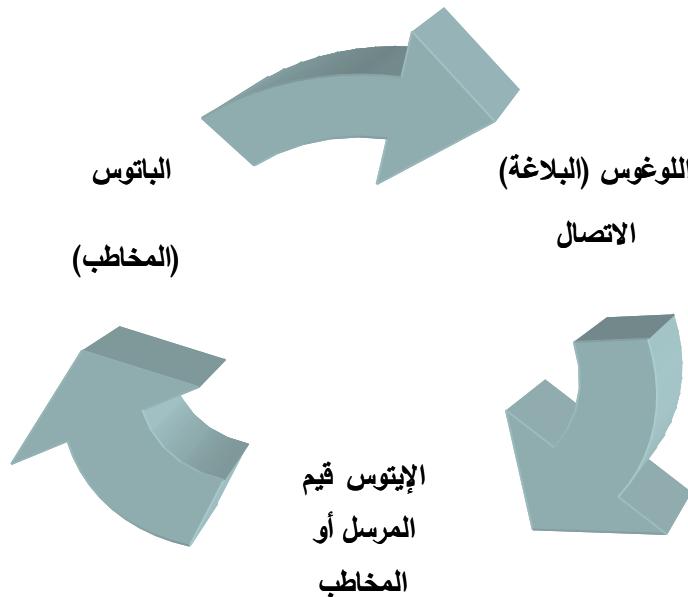 اللوغوس (البلاغة)
الاتصال
الباتوس
(المخاطب)
الإيتوس قيم
المرسل أو
المخاطب